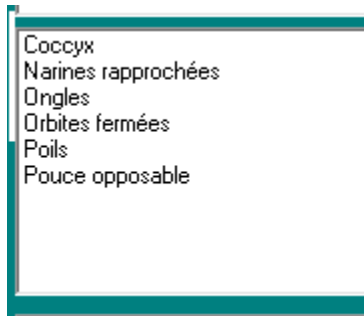 Coccyx
Narines rapprochées
Ongles
Orbites fermées
Poils
Pouce opposable